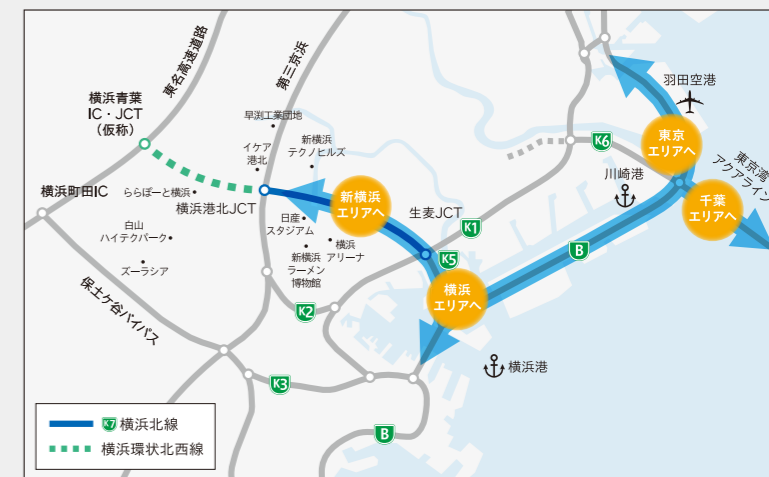 東名高速道路
第三京浜
横浜青葉
IC・JCT
（仮称）
早渕工業団地
イケア
港北
新横浜
テクノヒルズ
羽田空港
東京
エリアへ
K6
川崎港
東京湾
アクアライン
千葉
エリアへ
横浜町田IC
ららぽーと横浜
横浜港北JCT
新横浜
エリアへ
生麦JCT
K1
白山
ハイテクパーク
日産
スタジアム
横浜
アリーナ
新横浜
ラーメン
博物館
B
K5
ズーラシア
横浜
エリアへ
保土ケ谷バイパス
K2
横浜港
K3
B
K7 横浜北線
横浜環状北西線